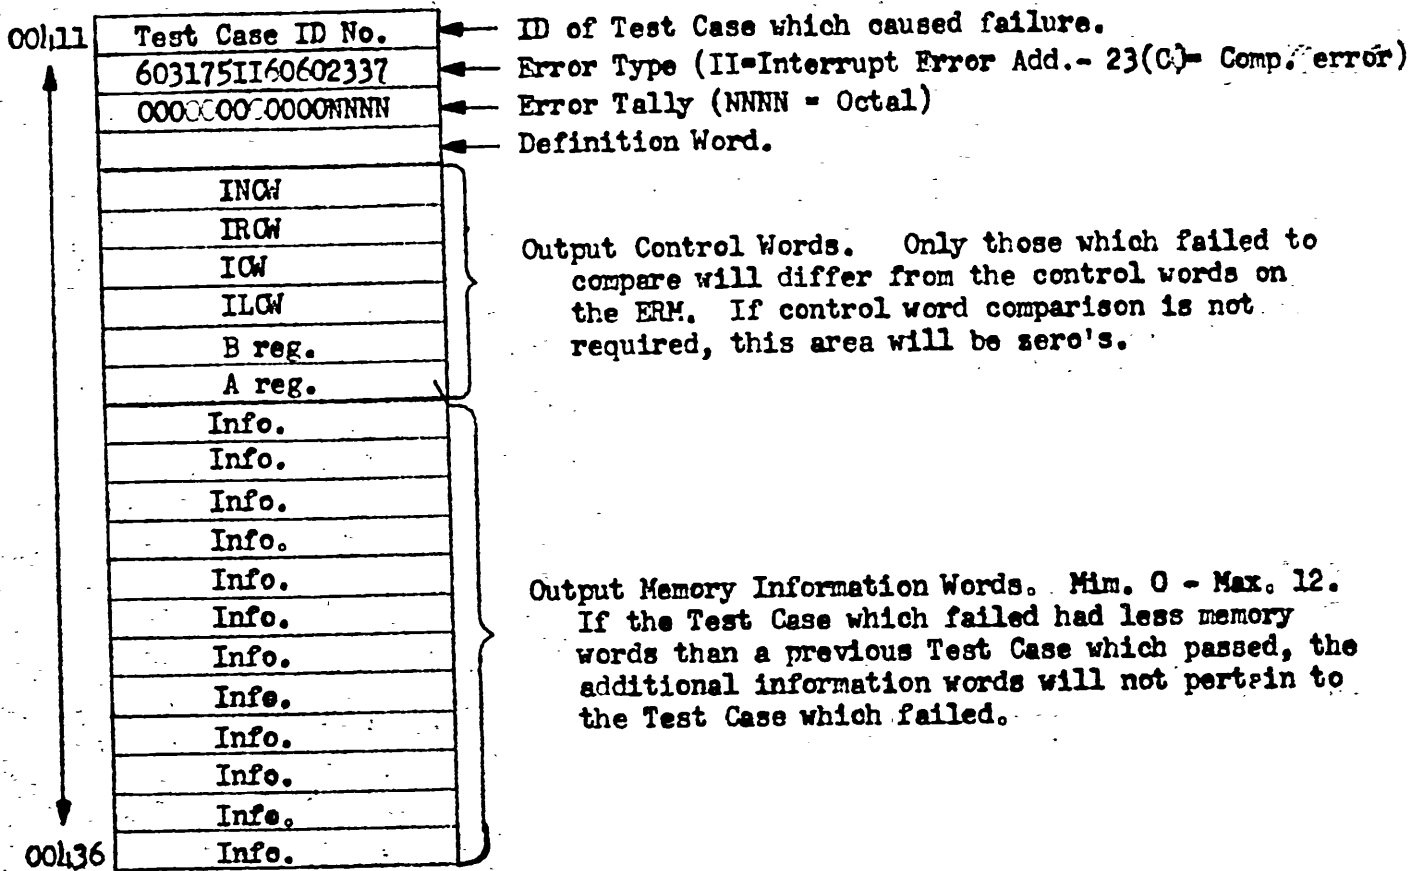 00411 Test Case ID No. ID of Test Case which caused failure.
603175II60602337 Error Type (II=Interrupt Error Add.- 23(C)= Comp. error)
000000000000NNNN Error Tally (NNNN = Octal)
Definition Word.
INCW
IRCW
ICW
ILCW
B reg.
A reg.
Output Control Words. Only those which failed to
compare will differ from the control words on
the ERM. If control word comparison is not
required, this area will be zero's.
Info.
Info.
Info.
Info.
Info.
Info.
Info.
Info.
Info.
Info.
Info.
00436 Info.
Output Memory Information Words. Mim. 0 - Max. 12.
If the Test Case which failed had less memory
words than a previous Test Case which passed, the
additional information words will not pertain to
the Test Case which failed.